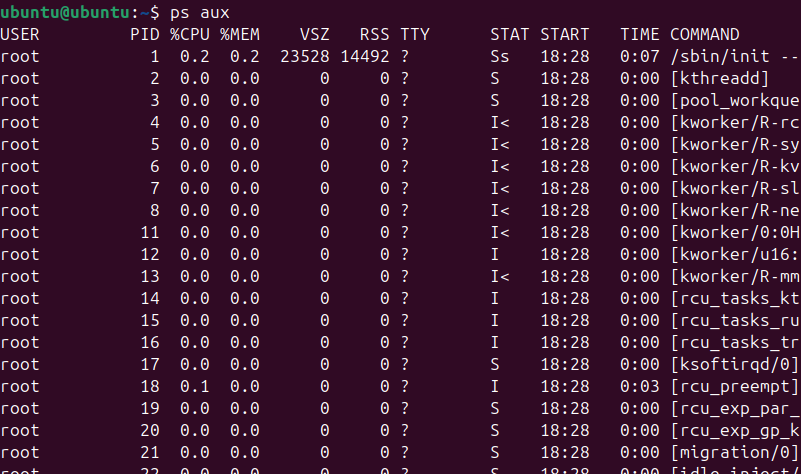 ubuntu@ubuntu:~$ ps aux
USER         PID %CPU %MEM    VSZ   RSS TTY      STAT START   TIME COMMAND
root           1  0.2  0.2  23528 14492 ?        Ss   18:28   0:07 /sbin/init --
root           2  0.0  0.0      0     0 ?        S    18:28   0:00 [kthreadd]
root           3  0.0  0.0      0     0 ?        S    18:28   0:00 [pool_workque
root           4  0.0  0.0      0     0 ?        I<   18:28   0:00 [kworker/R-rc
root           5  0.0  0.0      0     0 ?        I<   18:28   0:00 [kworker/R-sy
root           6  0.0  0.0      0     0 ?        I<   18:28   0:00 [kworker/R-kv
root           7  0.0  0.0      0     0 ?        I<   18:28   0:00 [kworker/R-sl
root           8  0.0  0.0      0     0 ?        I<   18:28   0:00 [kworker/R-ne
root          11  0.0  0.0      0     0 ?        I<   18:28   0:00 [kworker/0:0H
root          12  0.0  0.0      0     0 ?        I    18:28   0:00 [kworker/u16:
root          13  0.0  0.0      0     0 ?        I<   18:28   0:00 [kworker/R-mm
root          14  0.0  0.0      0     0 ?        I    18:28   0:00 [rcu_tasks_kt
root          15  0.0  0.0      0     0 ?        I    18:28   0:00 [rcu_tasks_ru
root          16  0.0  0.0      0     0 ?        I    18:28   0:00 [rcu_tasks_tr
root          17  0.0  0.0      0     0 ?        S    18:28   0:00 [ksoftirqd/0]
root          18  0.1  0.0      0     0 ?        I    18:28   0:03 [rcu_preempt]
root          19  0.0  0.0      0     0 ?        S    18:28   0:00 [rcu_exp_par_
root          20  0.0  0.0      0     0 ?        S    18:28   0:00 [rcu_exp_gp_k
root          21  0.0  0.0      0     0 ?        S    18:28   0:00 [migration/0]
root          22  0.0  0.0      0     0 ?        S    18:28   0:00 [idle_inject/